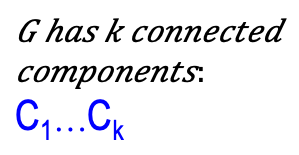 G has k connected
components:
C₁…Cₖ